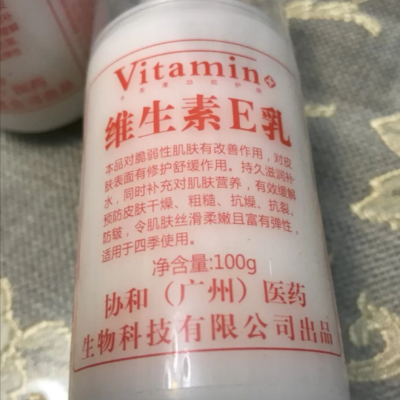 Vitamin
维生素E乳
本品对脆弱性肌肤有改善作用，对皮
肤表面有修护舒缓作用。持久滋润补
水，同时补充对肌肤营养，有效缓解
预防皮肤干燥、粗糙、抗燥、抗裂、
防皲，令肌肤丝滑柔嫩且富有弹性，
适用于四季使用。
净含量:100g
协和（广州）医药
生物科技有限公司出品